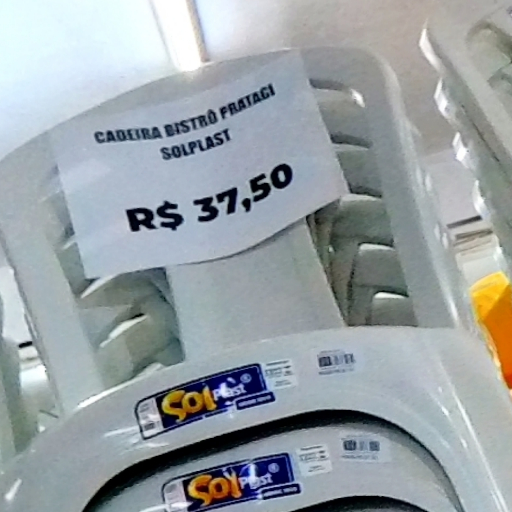 CADEIRA BISTRÔ PRATAGI
SOLPLAST
R$ 37,50
SolPlast®
SolPlast®